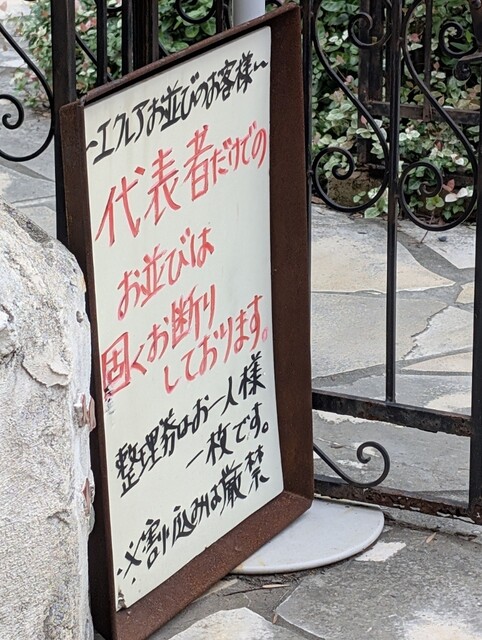 ~エクレアお並びのお客様~
代表者だけでの
お並びは
固くお断り
しております。
整理券はお一人様
一枚です。
※割り込みは厳禁